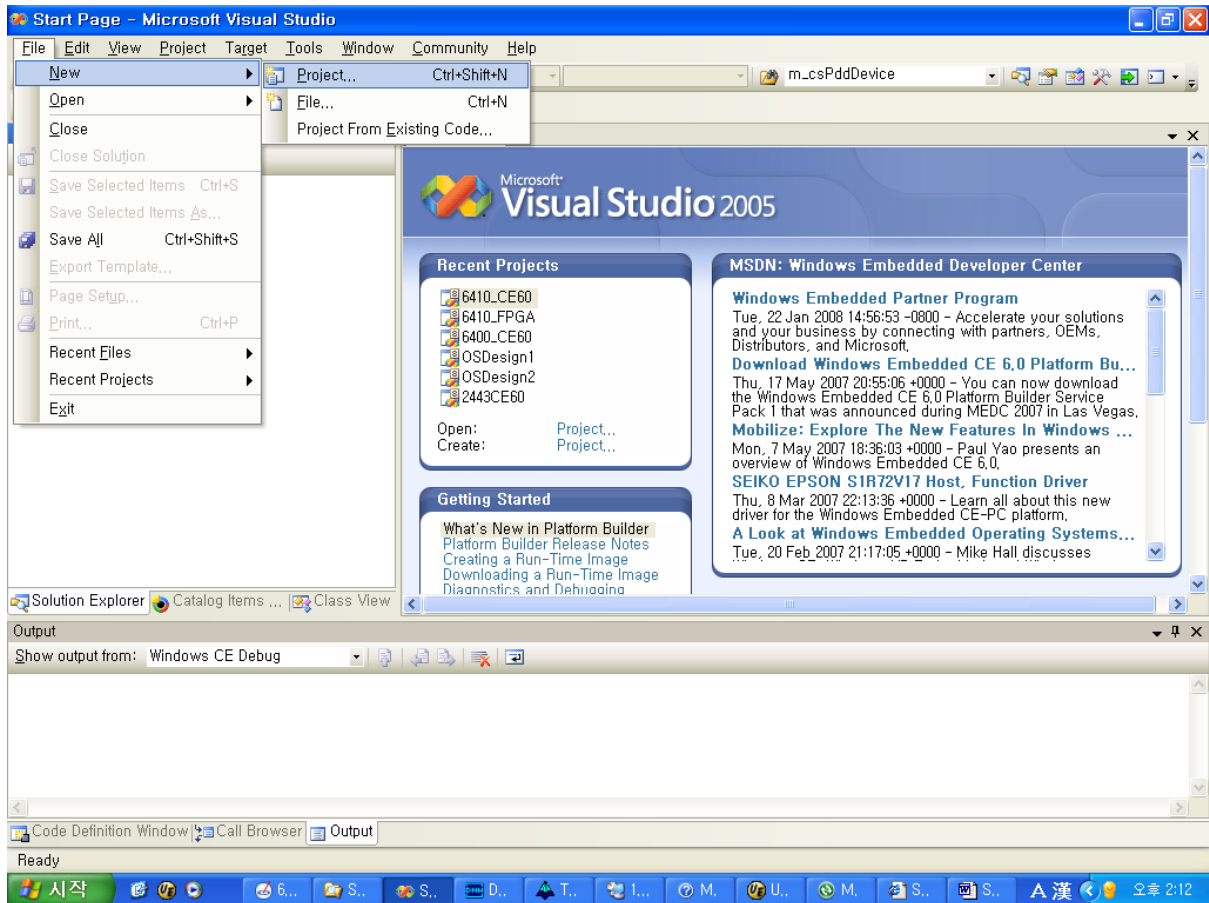 Start Page - Microsoft Visual Studio
File Edit View Project Target Tools Window Community Help
New
Open
Close
Close Solution
Save Selected Items Ctrl+S
Save Selected Items As...
Save All Ctrl+Shift+S
Export Template...
Page Setup...
Print... Ctrl+P
Recent Files
Recent Projects
Exit
Project... Ctrl+Shift+N
File... Ctrl+N
Project From Existing Code...
m_csPddDevice
Microsoft
Visual Studio 2005
Recent Projects
6410_CE60
6410_FPGA
6400_CE60
OSDesign1
OSDesign2
2443CE60
Open: Project...
Create: Project...
Getting Started
What's New in Platform Builder
Platform Builder Release Notes
Creating a Run-Time Image
Downloading a Run-Time Image
Diagnostics and Debugging
MSDN: Windows Embedded Developer Center
Windows Embedded Partner Program
Tue, 22 Jan 2008 14:56:53 -0800 - Accelerate your solutions
and your business by connecting with partners, OEMs,
Distributors, and Microsoft.
Download Windows Embedded CE 6.0 Platform Bu...
Thu, 17 May 2007 20:55:06 +0000 - You can now download
the Windows Embedded CE 6.0 Platform Builder Service
Pack 1 that was announced during MEDC 2007 in Las Vegas.
Mobilize: Explore The New Features In Windows ...
Mon, 7 May 2007 18:36:03 +0000 - Paul Yao presents an
overview of Windows Embedded CE 6.0.
SEIKO EPSON S1R72V17 Host, Function Driver
Thu, 8 Mar 2007 22:13:36 +0000 - Learn all about this new
driver for the Windows Embedded CE-PC platform.
A Look at Windows Embedded Operating Systems...
Tue, 20 Feb 2007 21:17:05 +0000 - Mike Hall discusses
Solution Explorer Catalog Items ... Class View
Output
Show output from: Windows CE Debug
Code Definition Window Call Browser Output
Ready
시작 6... S... S... D... T... 1... M... U... M... S... S... A 漢 오후 2:12